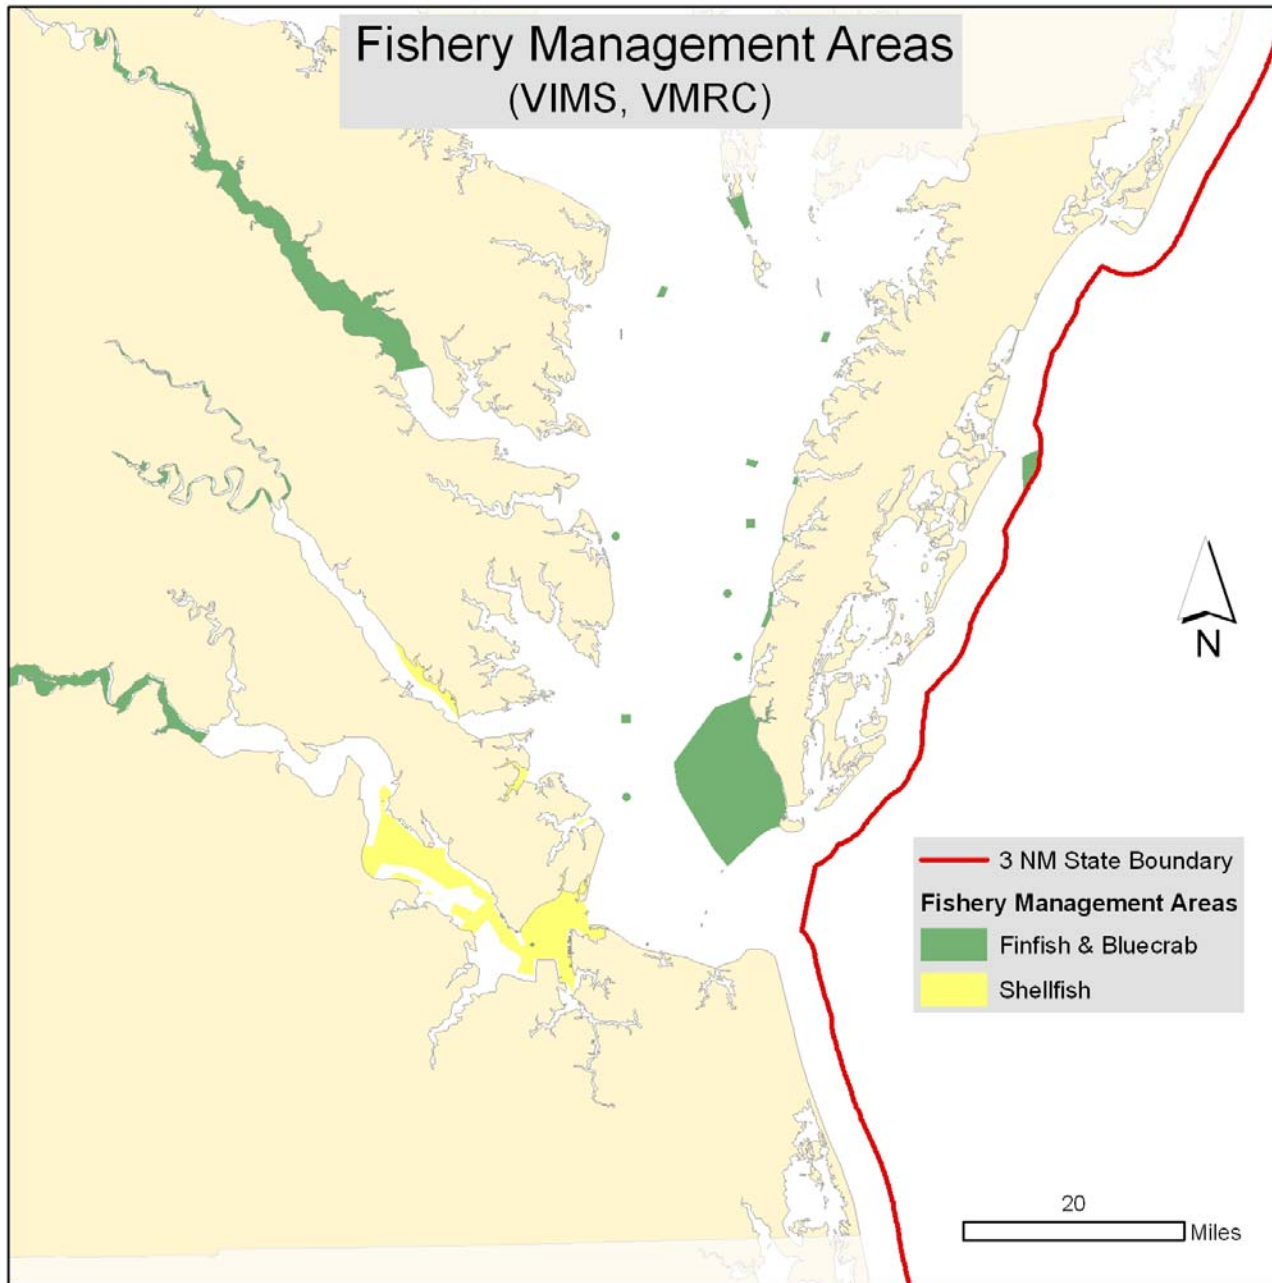 Fishery Management Areas
(VIMS, VMRC)
N
3 NM State Boundary
Fishery Management Areas
Finfish & Bluecrab
Shellfish
20
Miles